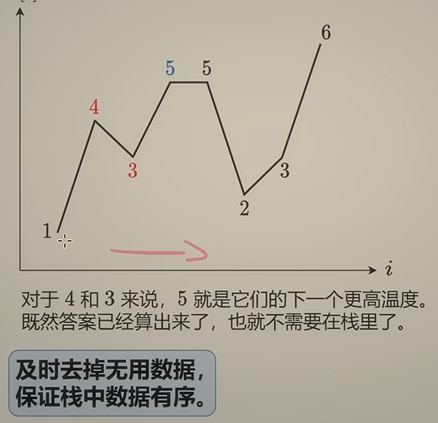 6
5
5
4
3
3
2
1
i
对于 4 和 3 来说，5 就是它们的下一个更高温度。
既然答案已经算出来了，也就不需要在栈里了。
及时去掉无用数据，
保证栈中数据有序。